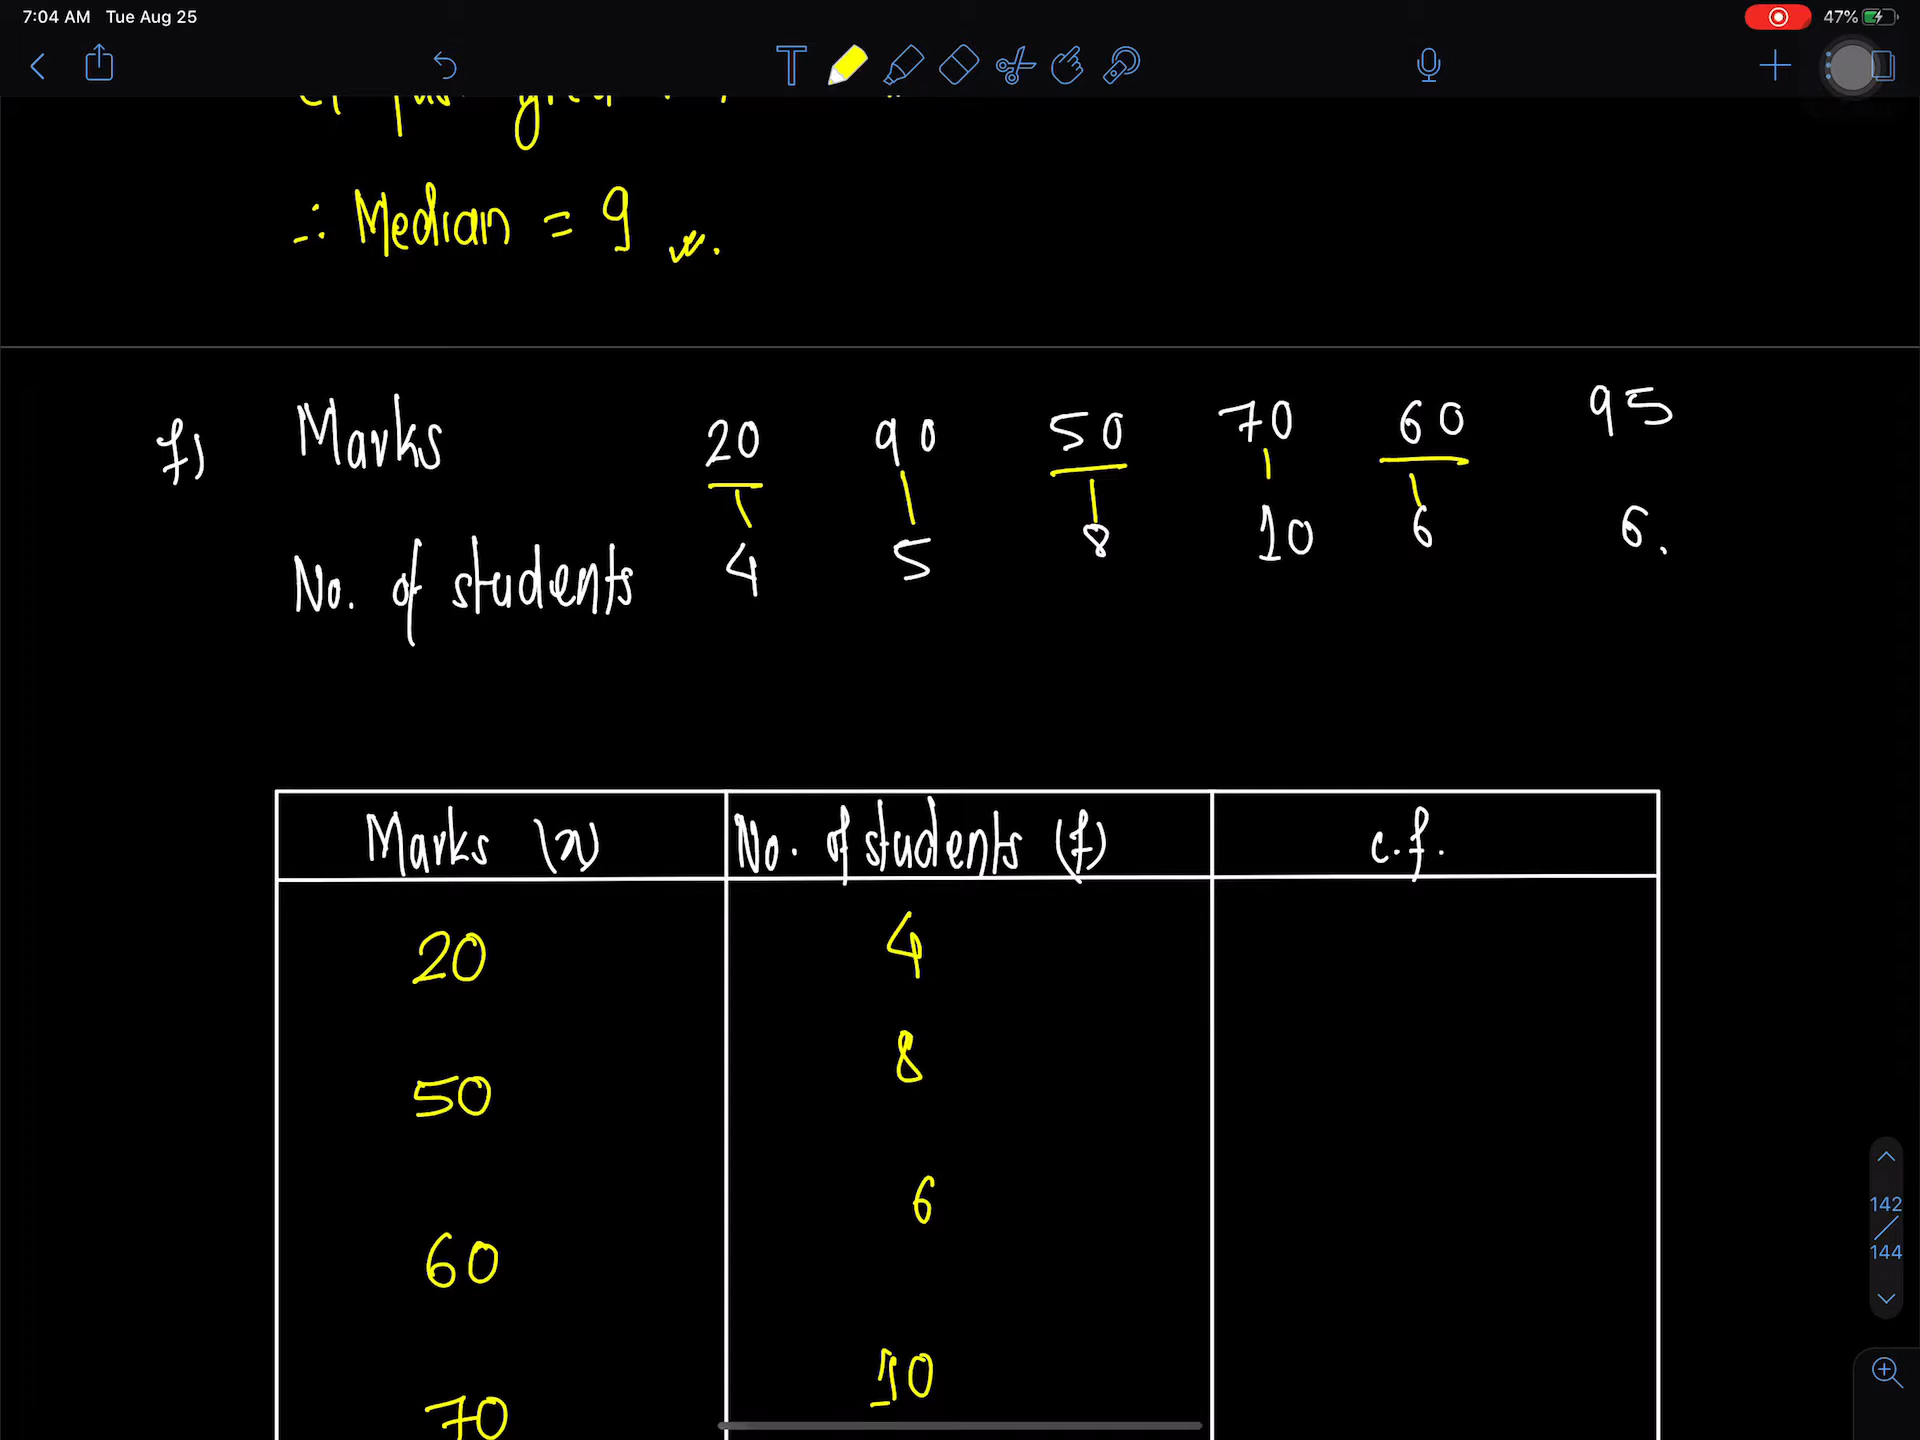 7:04 AM Tue Aug 25
47%
∴ Median = 9
f) Marks 20 90 50 70 60 95
No. of students 4 5 8 10 6 6.
Marks (x) No. of students (f) c.f.
20 4
50 8
60 6
70 10
142
144